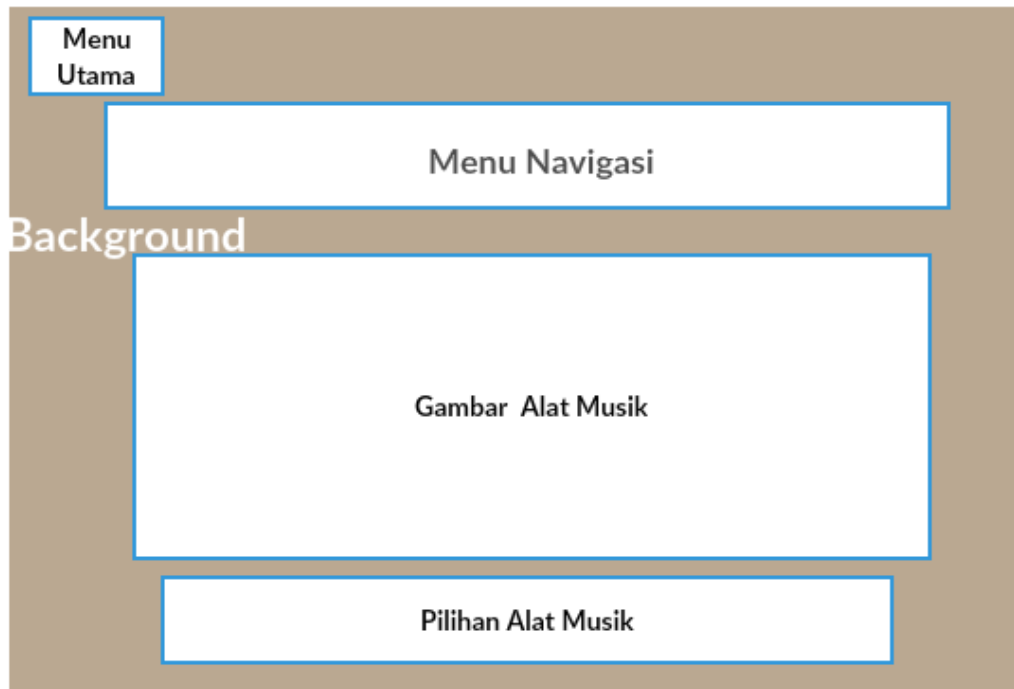 Menu
Utama
Menu Navigasi
Background
Gambar Alat Musik
Pilihan Alat Musik